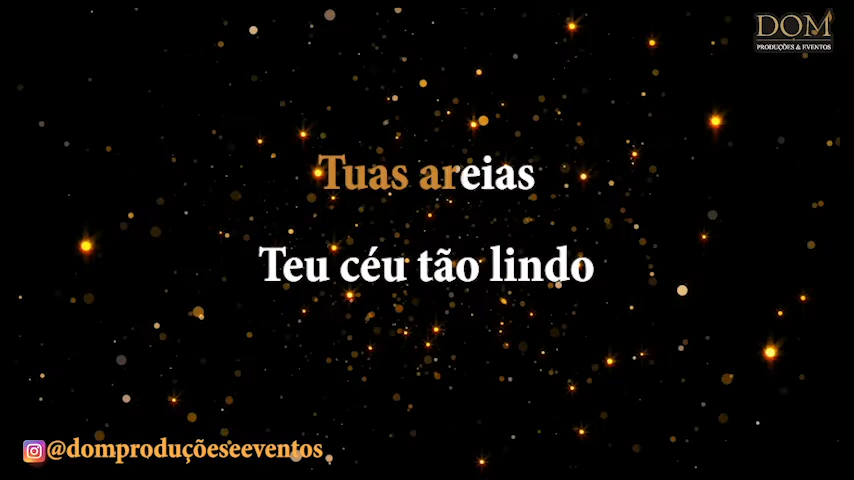 DOM
PRODUÇÕES & EVENTOS
Tuas areias
Teu céu tão lindo
@domproduçõeseeventos